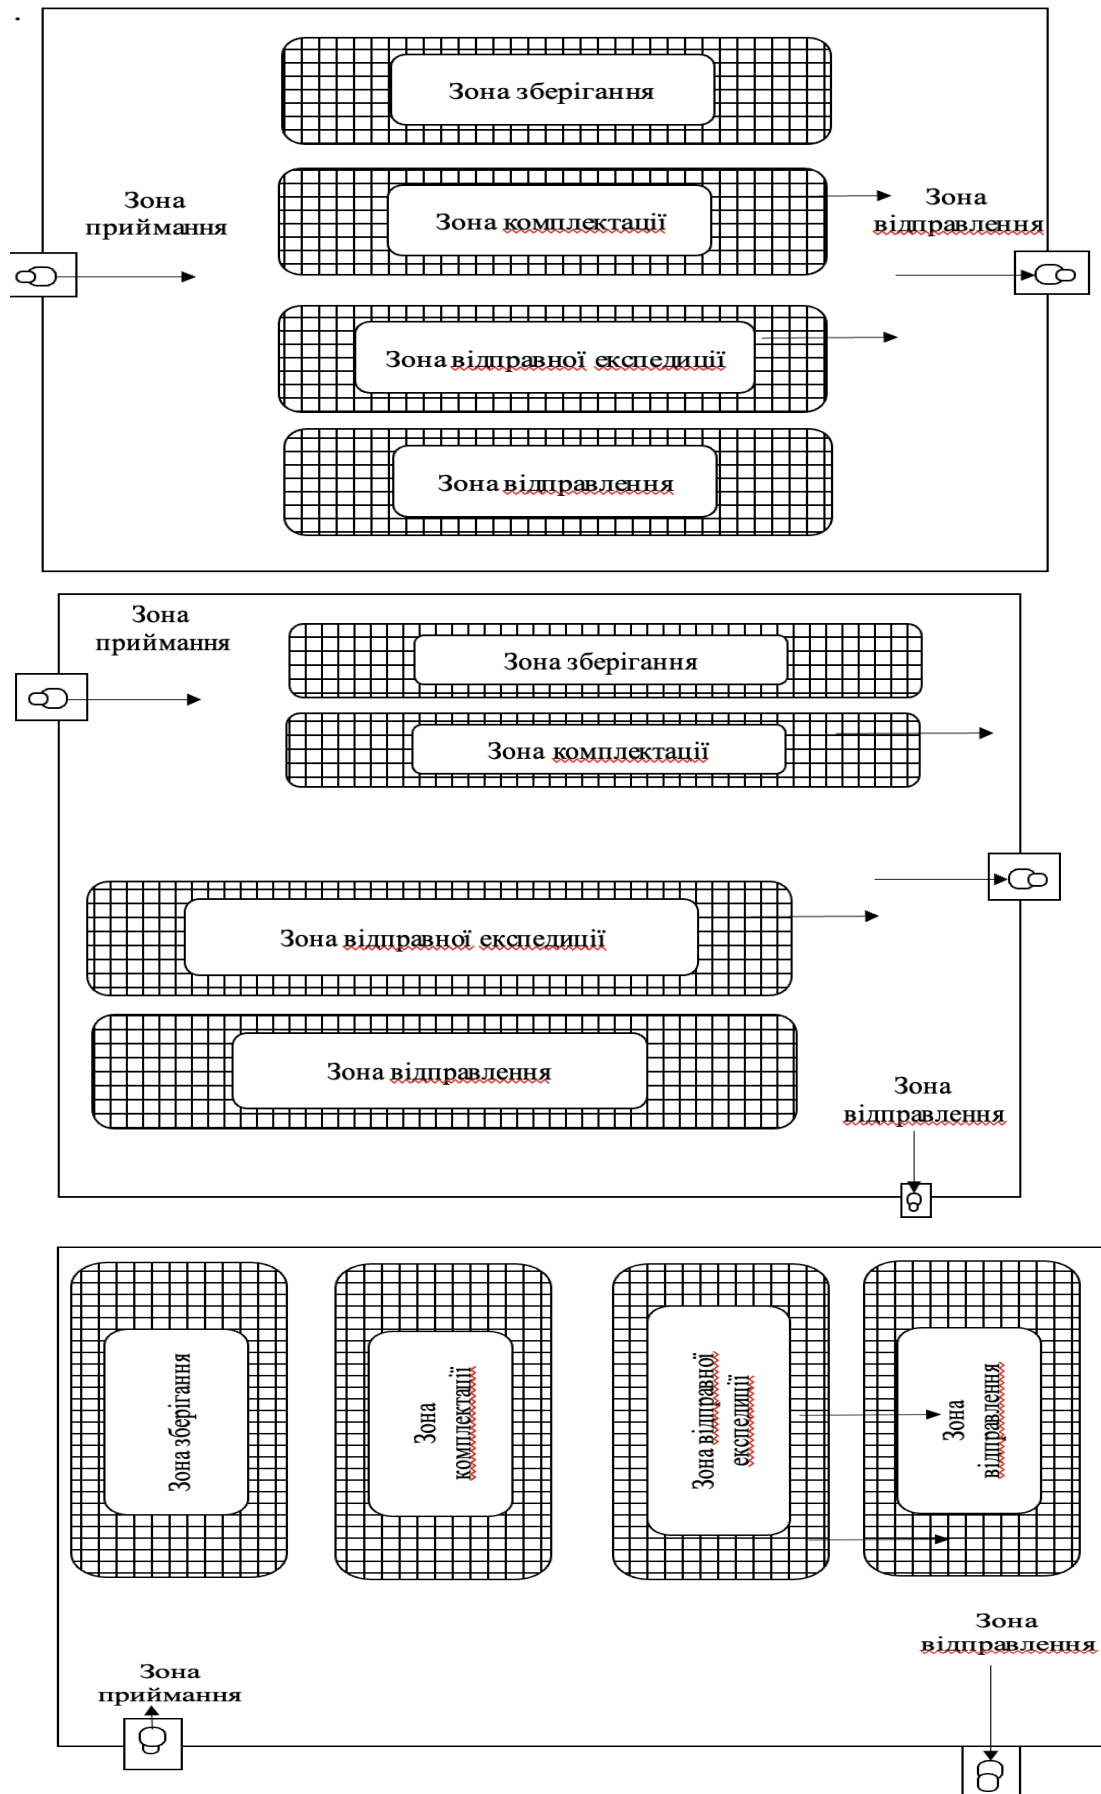 .
Зона зберігання
Зона
приймання
Зона комплектації
Зона
відправлення
Зона відправної експедиції
Зона відправлення
Зона
приймання
Зона зберігання
Зона комплектації
Зона відправної експедиції
Зона відправлення
Зона
відправлення
Зона зберігання
Зона
комплектації
Зона відправної
експедиції
Зона
відправлення
Зона
відправлення
Зона
приймання